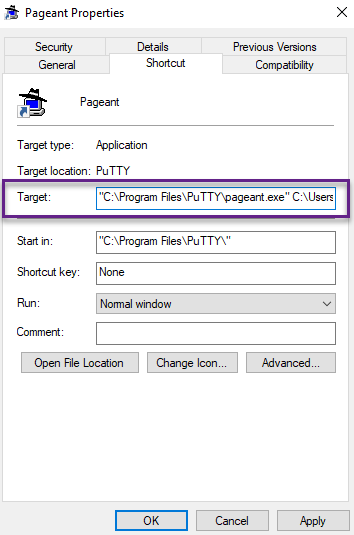 Pageant Properties
Security Details Previous Versions
General Shortcut Compatibility
Pageant
Target type: Application
Target location: PuTTY
Target: "C:\Program Files\PuTTY\pageant.exe" C:\Users
Start in: "C:\Program Files\PuTTY\"
Shortcut key: None
Run: Normal window
Comment:
Open File Location Change Icon... Advanced...
OK Cancel Apply